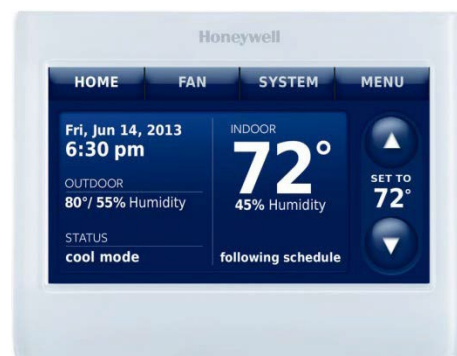 Honeywell
HOME FAN SYSTEM MENU
Fri, Jun 14, 2013
6:30 pm
OUTDOOR
80°/ 55% Humidity
STATUS
cool mode
INDOOR
72°
45% Humidity
following schedule
SET TO
72°